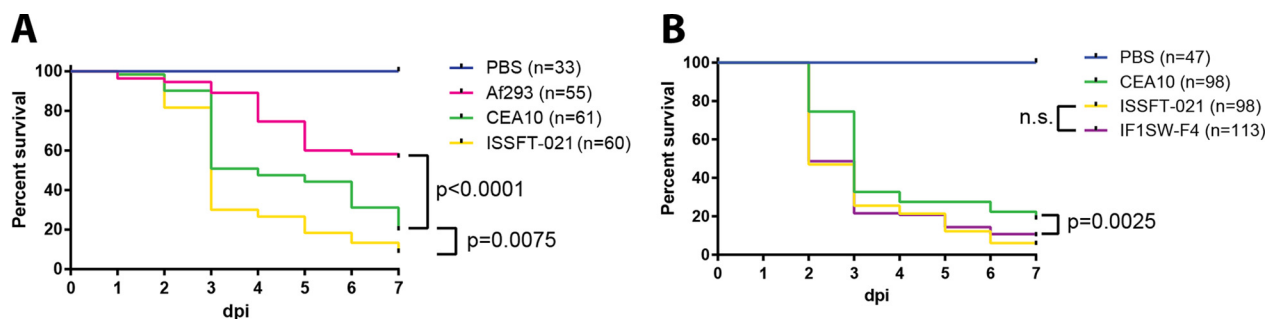 A
Percent survival
100
80
60
40
20
0
0 1 2 3 4 5 6 7
dpi
PBS (n=33)
Af293 (n=55)
CEA10 (n=61)
ISSFT-021 (n=60)
p<0.0001
p=0.0075
B
Percent survival
100
80
60
40
20
0
0 1 2 3 4 5 6 7
dpi
PBS (n=47)
CEA10 (n=98)
ISSFT-021 (n=98)
IF1SW-F4 (n=113)
n.s.
p=0.0025